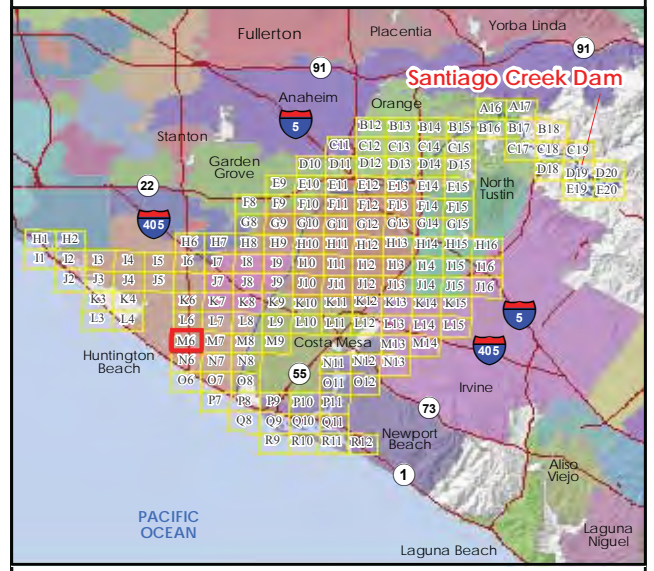 Fullerton
Placentia
Yorba Linda
91
91
Santiago Creek Dam
Anaheim
Orange
5
Stanton
A16 A17
B12 B13 B14 B15 B16 B17 B18
C11 C12 C13 C14 C15 C17 C18 C19
Garden
Grove
D10 D11 D12 D13 D14 D15 D18 D19 D20
22
E9 E10 E11 E12 E13 E14 E15 North
Tustin
E19 E20
F8 F9 F10 F11 F12 F13 F14 F15
405
G8 G9 G10 G11 G12 G13 G14 G15
H1 H2 H6 H7 H8 H9 H10 H11 H12 H13 H14 H15 H16
I1 I2 I3 I4 I5 I6 I7 I8 I9 I10 I11 I12 I13 I14 I15 I16
J2 J3 J4 J5 J7 J8 J9 J10 J11 J12 J13 J14 J15 J16
K3 K4 K6 K7 K8 K9 K10 K11 K12 K13 K14 K15
5
L3 L4 L6 L7 L8 L9 L10 L11 L12 L13 L14 L15
M6 M7 M8 M9 Costa Mesa M13 M14
405
Huntington
Beach
N6 N7 N8 N11 N12 N13
55
O6 O7 O8 O11 O12
Irvine
P7 P8 P9 P10 P11
73
Q8 Q9 Q10 Q11
Newport
Beach
R9 R10 R11 R12
1
Aliso
Viejo
PACIFIC
OCEAN
Laguna
Niguel
Laguna Beach